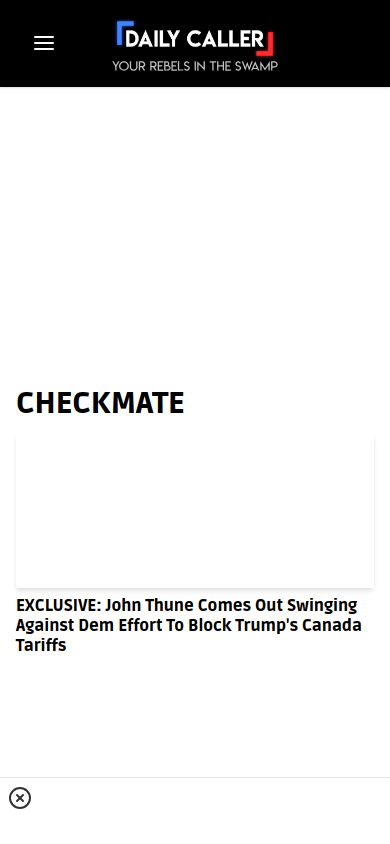 DAILY CALLER
YOUR REBELS IN THE SWAMP
CHECKMATE
EXCLUSIVE: John Thune Comes Out Swinging
Against Dem Effort To Block Trump's Canada
Tariffs